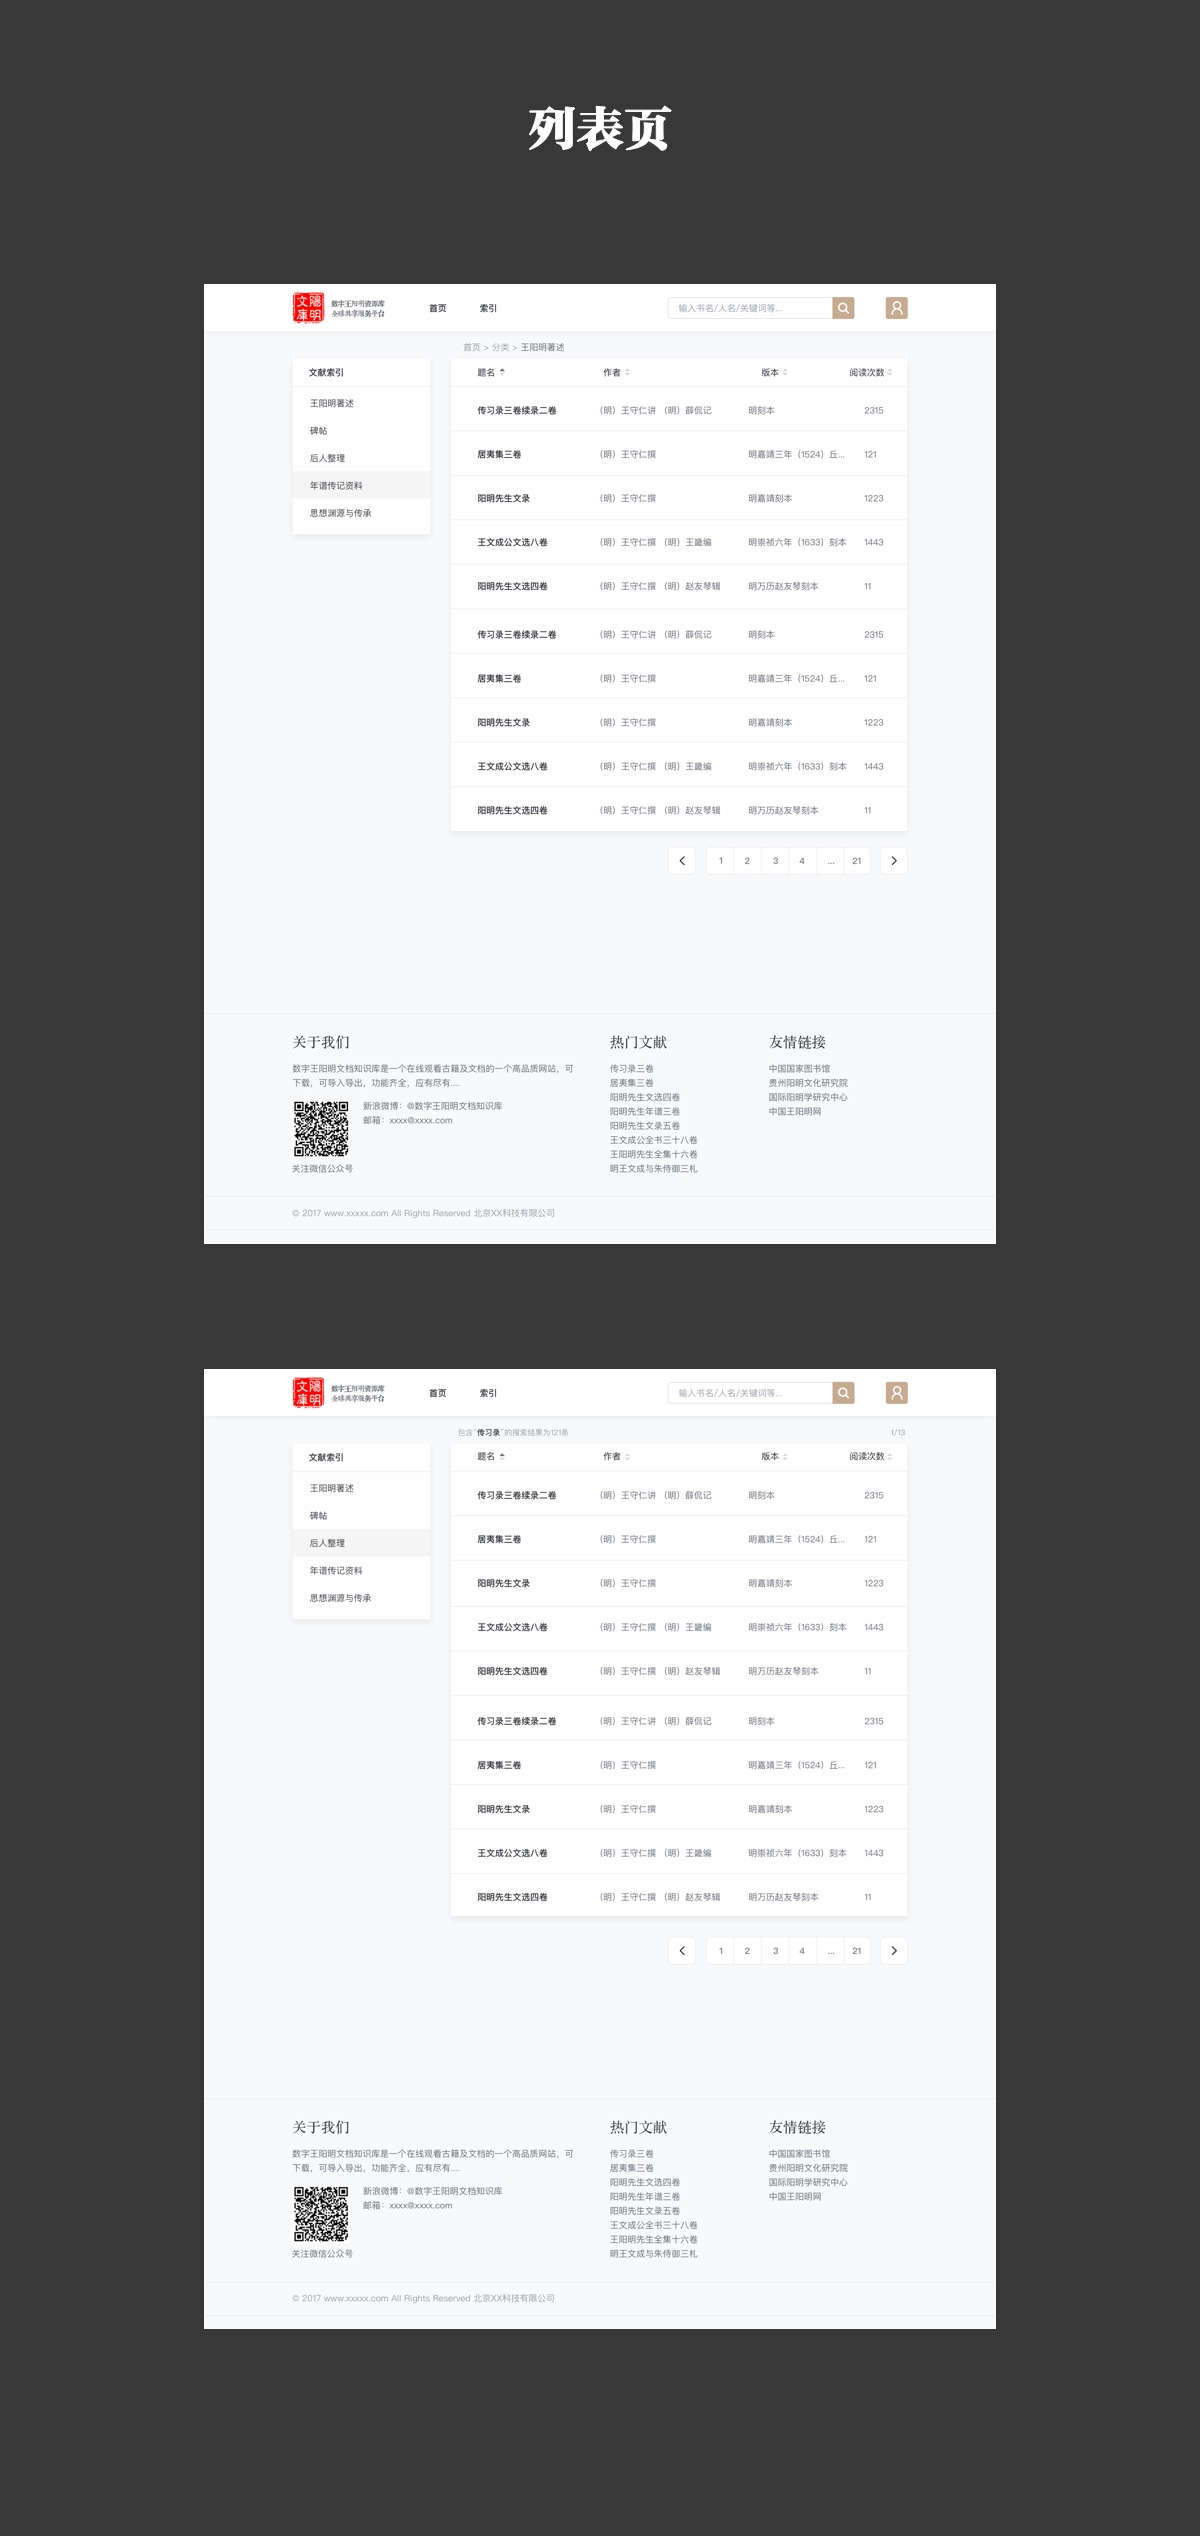 列表页
文陽庫明
数字王阳明资源库
全球共享服务平台
首页 索引
输入书名/人名/关键词等...
首页 > 分类 > 王阳明著述
文献索引
王阳明著述
碑帖
后人整理
年谱传记资料
思想渊源与传承
题名 作者 版本 阅读次数
传习录三卷续录二卷 （明）王守仁讲 （明）薛侃记 明刻本 2315
居夷集三卷 （明）王守仁撰 明嘉靖三年（1524）丘... 121
阳明先生文录 （明）王守仁撰 明嘉靖刻本 1223
王文成公文选八卷 （明）王守仁撰 （明）王畿编 明崇祯六年（1633）刻本 1443
阳明先生文选四卷 （明）王守仁撰 （明）赵友琴辑 明万历赵友琴刻本 11
传习录三卷续录二卷 （明）王守仁讲 （明）薛侃记 明刻本 2315
居夷集三卷 （明）王守仁撰 明嘉靖三年（1524）丘... 121
阳明先生文录 （明）王守仁撰 明嘉靖刻本 1223
王文成公文选八卷 （明）王守仁撰 （明）王畿编 明崇祯六年（1633）刻本 1443
阳明先生文选四卷 （明）王守仁撰 （明）赵友琴辑 明万历赵友琴刻本 11
1 2 3 4 ... 21
关于我们
数字王阳明文档知识库是一个在线观看古籍及文档的一个高品质网站，可
下载，可导入导出，功能齐全，应有尽有....
新浪微博：@数字王阳明文档知识库
邮箱：xxxx@xxxx.com
关注微信公众号
热门文献
传习录三卷
居夷集三卷
阳明先生文选四卷
阳明先生年谱三卷
阳明先生文录五卷
王文成公全书三十八卷
王阳明先生全集十六卷
明王文成与朱侍御三札
友情链接
中国国家图书馆
贵州阳明文化研究院
国际阳明学研究中心
中国王阳明网
© 2017 www.xxxxx.com All Rights Reserved 北京XX科技有限公司
文陽庫明
数字王阳明资源库
全球共享服务平台
首页 索引
输入书名/人名/关键词等...
包含“传习录”的搜索结果为121条 1/13
文献索引
王阳明著述
碑帖
后人整理
年谱传记资料
思想渊源与传承
题名 作者 版本 阅读次数
传习录三卷续录二卷 （明）王守仁讲 （明）薛侃记 明刻本 2315
居夷集三卷 （明）王守仁撰 明嘉靖三年（1524）丘... 121
阳明先生文录 （明）王守仁撰 明嘉靖刻本 1223
王文成公文选八卷 （明）王守仁撰 （明）王畿编 明崇祯六年（1633）刻本 1443
阳明先生文选四卷 （明）王守仁撰 （明）赵友琴辑 明万历赵友琴刻本 11
传习录三卷续录二卷 （明）王守仁讲 （明）薛侃记 明刻本 2315
居夷集三卷 （明）王守仁撰 明嘉靖三年（1524）丘... 121
阳明先生文录 （明）王守仁撰 明嘉靖刻本 1223
王文成公文选八卷 （明）王守仁撰 （明）王畿编 明崇祯六年（1633）刻本 1443
阳明先生文选四卷 （明）王守仁撰 （明）赵友琴辑 明万历赵友琴刻本 11
1 2 3 4 ... 21
关于我们
数字王阳明文档知识库是一个在线观看古籍及文档的一个高品质网站，可
下载，可导入导出，功能齐全，应有尽有....
新浪微博：@数字王阳明文档知识库
邮箱：xxxx@xxxx.com
关注微信公众号
热门文献
传习录三卷
居夷集三卷
阳明先生文选四卷
阳明先生年谱三卷
阳明先生文录五卷
王文成公全书三十八卷
王阳明先生全集十六卷
明王文成与朱侍御三札
友情链接
中国国家图书馆
贵州阳明文化研究院
国际阳明学研究中心
中国王阳明网
© 2017 www.xxxxx.com All Rights Reserved 北京XX科技有限公司